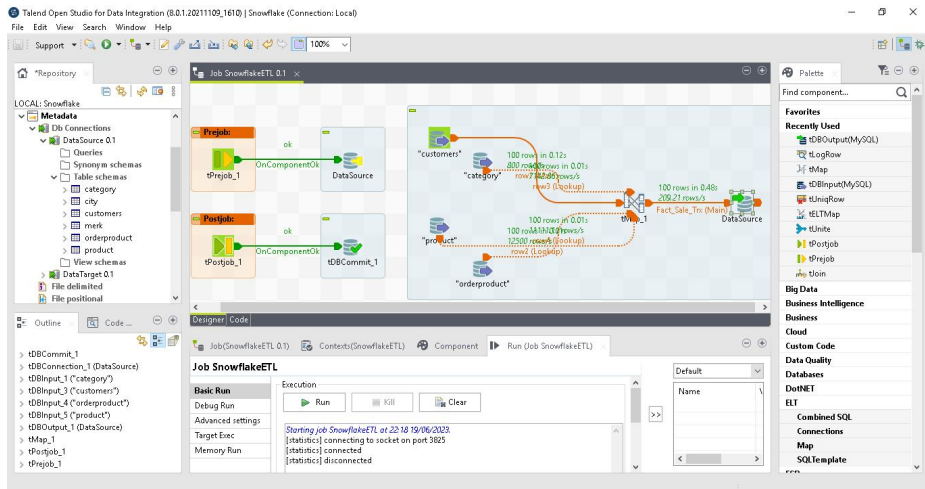 Talend Open Studio for Data Integration (8.0.1.20211109_1610) | Snowflake (Connection: Local)
File Edit View Search Window Help
Support 100%
*Repository
LOCAL: Snowflake
Metadata
Db Connections
DataSource 0.1
Queries
Synonym schemas
Table schemas
category
city
customers
merk
orderproduct
product
View schemas
DataTarget 0.1
File delimited
File positional
Outline Code ...
tDBCommit_1
tDBConnection_1 (DataSource)
tDBInput_1 ("category")
tDBInput_3 ("customers")
tDBInput_4 ("orderproduct")
tDBInput_5 ("product")
tDBOutput_1 (DataSource)
tMap_1
tPostjob_1
tPrejob_1
Job SnowflakeETL 0.1
Prejob:
tPrejob_1
ok
OnComponentOk
DataSource
Postjob:
tPostjob_1
ok
OnComponentOk
tDBCommit_1
"customers"
100 rows in 0.12s
"category"
row3 (Lookup)
100 rows in 0.01s
"product"
12500 rows/s
row2 (Lookup)
"orderproduct"
100 rows in 0.48s
209.21 rows/s
Fact_Sale_Trx (Main)
DataSource
Designer Code
Job(SnowflakeETL 0.1) Contexts(SnowflakeETL) Component Run (Job SnowflakeETL)
Job SnowflakeETL
Basic Run
Debug Run
Advanced settings
Target Exec
Memory Run
Execution
Run Kill Clear
Starting job SnowflakeETL at 22:18 19/06/2023.
[statistics] connecting to socket on port 3825
[statistics] connected
[statistics] disconnected
>>
Default
Name
Palette
Find component...
Favorites
Recently Used
tDBOutput(MySQL)
tLogRow
tMap
tDBInput(MySQL)
tUniqRow
tELTMap
tUnite
tPostjob
tPrejob
tJoin
Big Data
Business Intelligence
Business
Cloud
Custom Code
Data Quality
Databases
DotNET
ELT
Combined SQL
Connections
Map
SQLTemplate